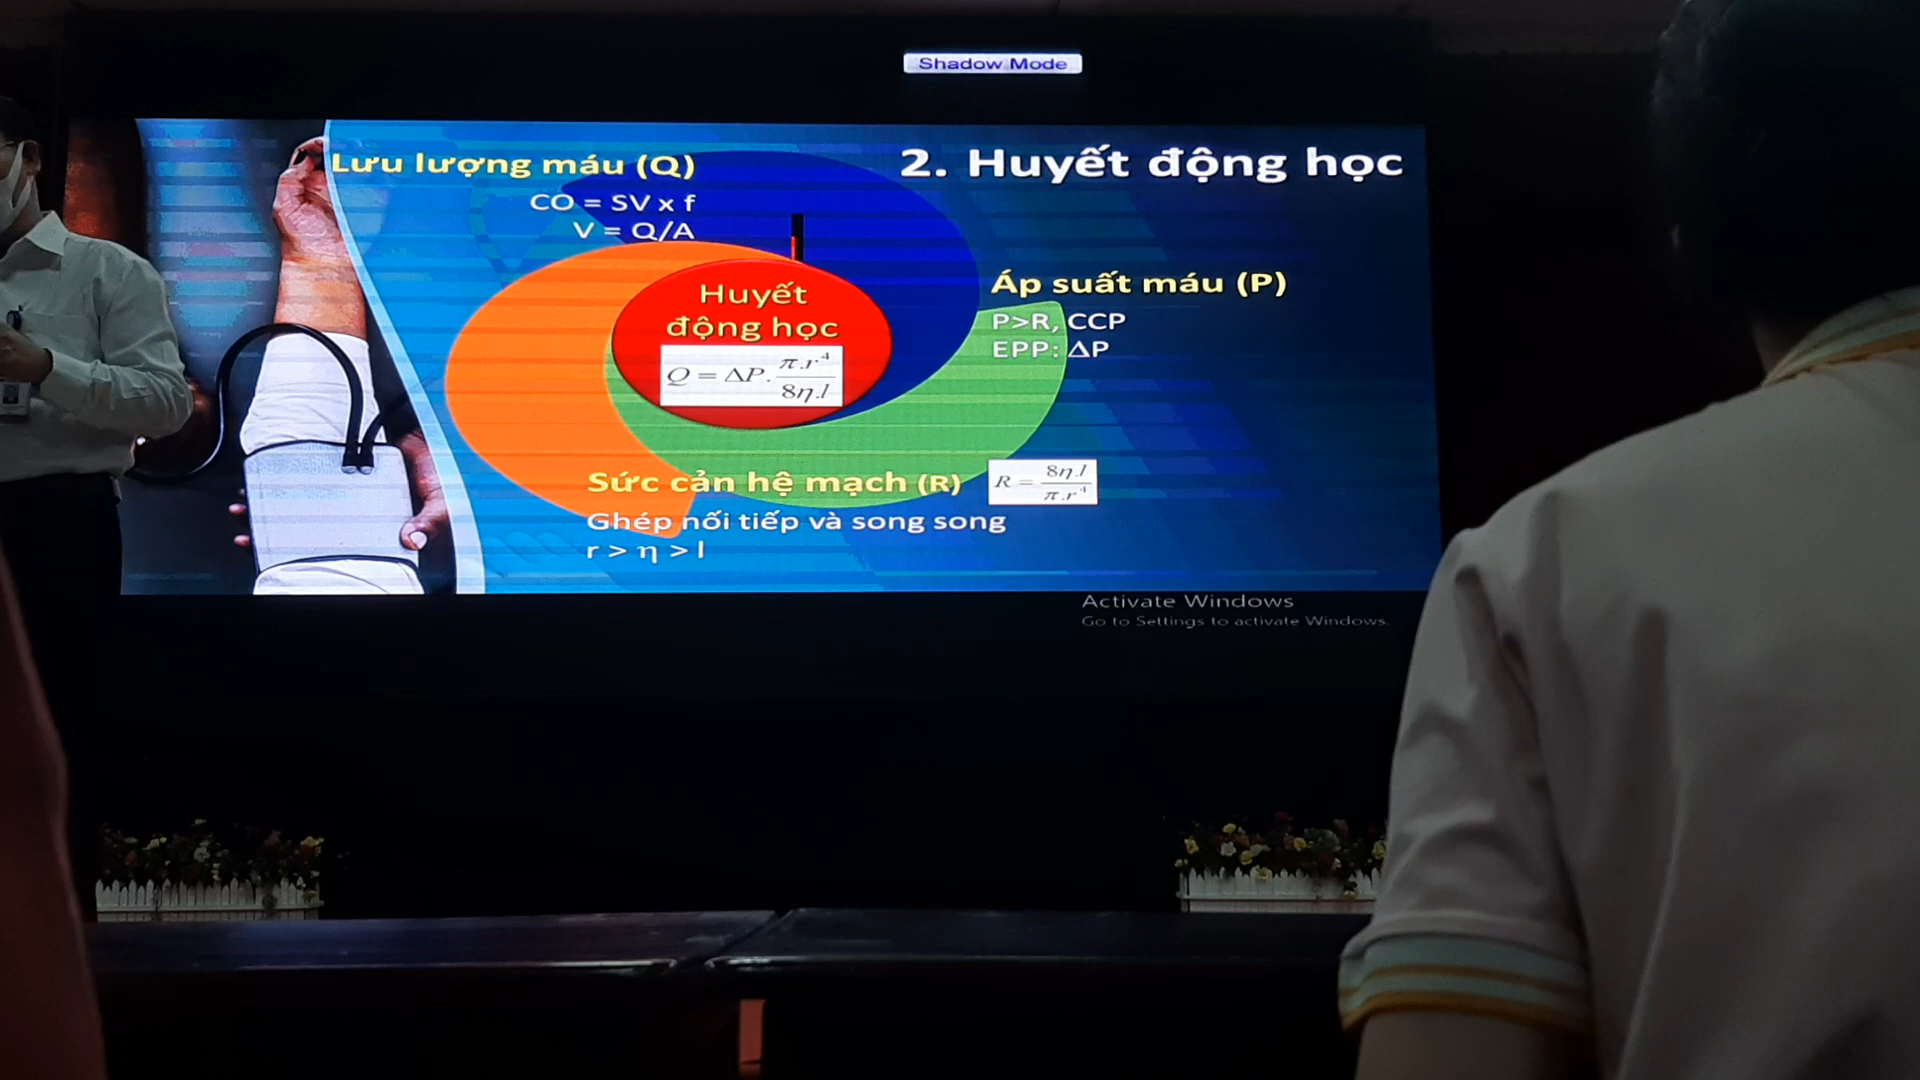 Shadow Mode
2. Huyết động học
Lưu lượng máu (Q)
CO = SV x f
V = Q/A
Huyết
động học
Q = ΔP. π.r⁴ / 8η.l
Áp suất máu (P)
P>R, CCP
EPP: ΔP
Sức cản hệ mạch (R)
R = 8η.l / π.r⁴
Ghép nối tiếp và song song
r > η > l
Activate Windows
Go to Settings to activate Windows.